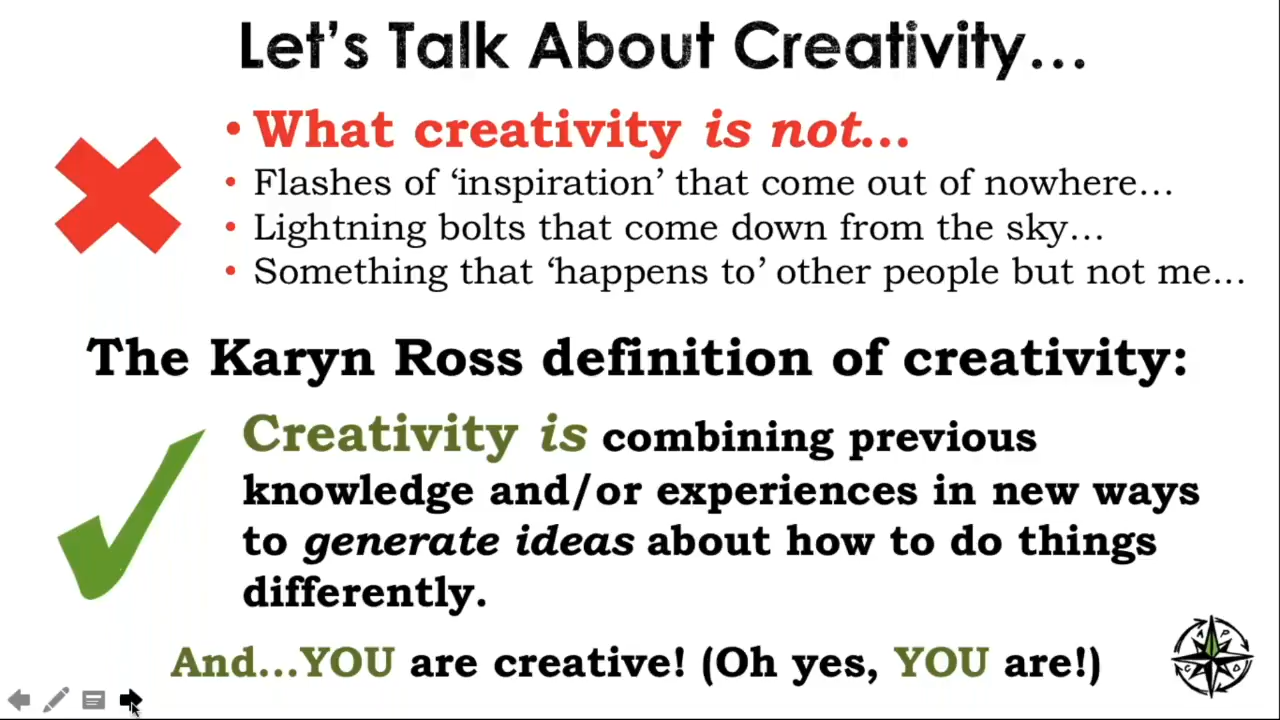 Let’s Talk About Creativity...
• What creativity is not...
• Flashes of ‘inspiration’ that come out of nowhere...
• Lightning bolts that come down from the sky...
• Something that ‘happens to’ other people but not me...
The Karyn Ross definition of creativity:
Creativity is combining previous
knowledge and/or experiences in new ways
to generate ideas about how to do things
differently.
And...YOU are creative! (Oh yes, YOU are!)